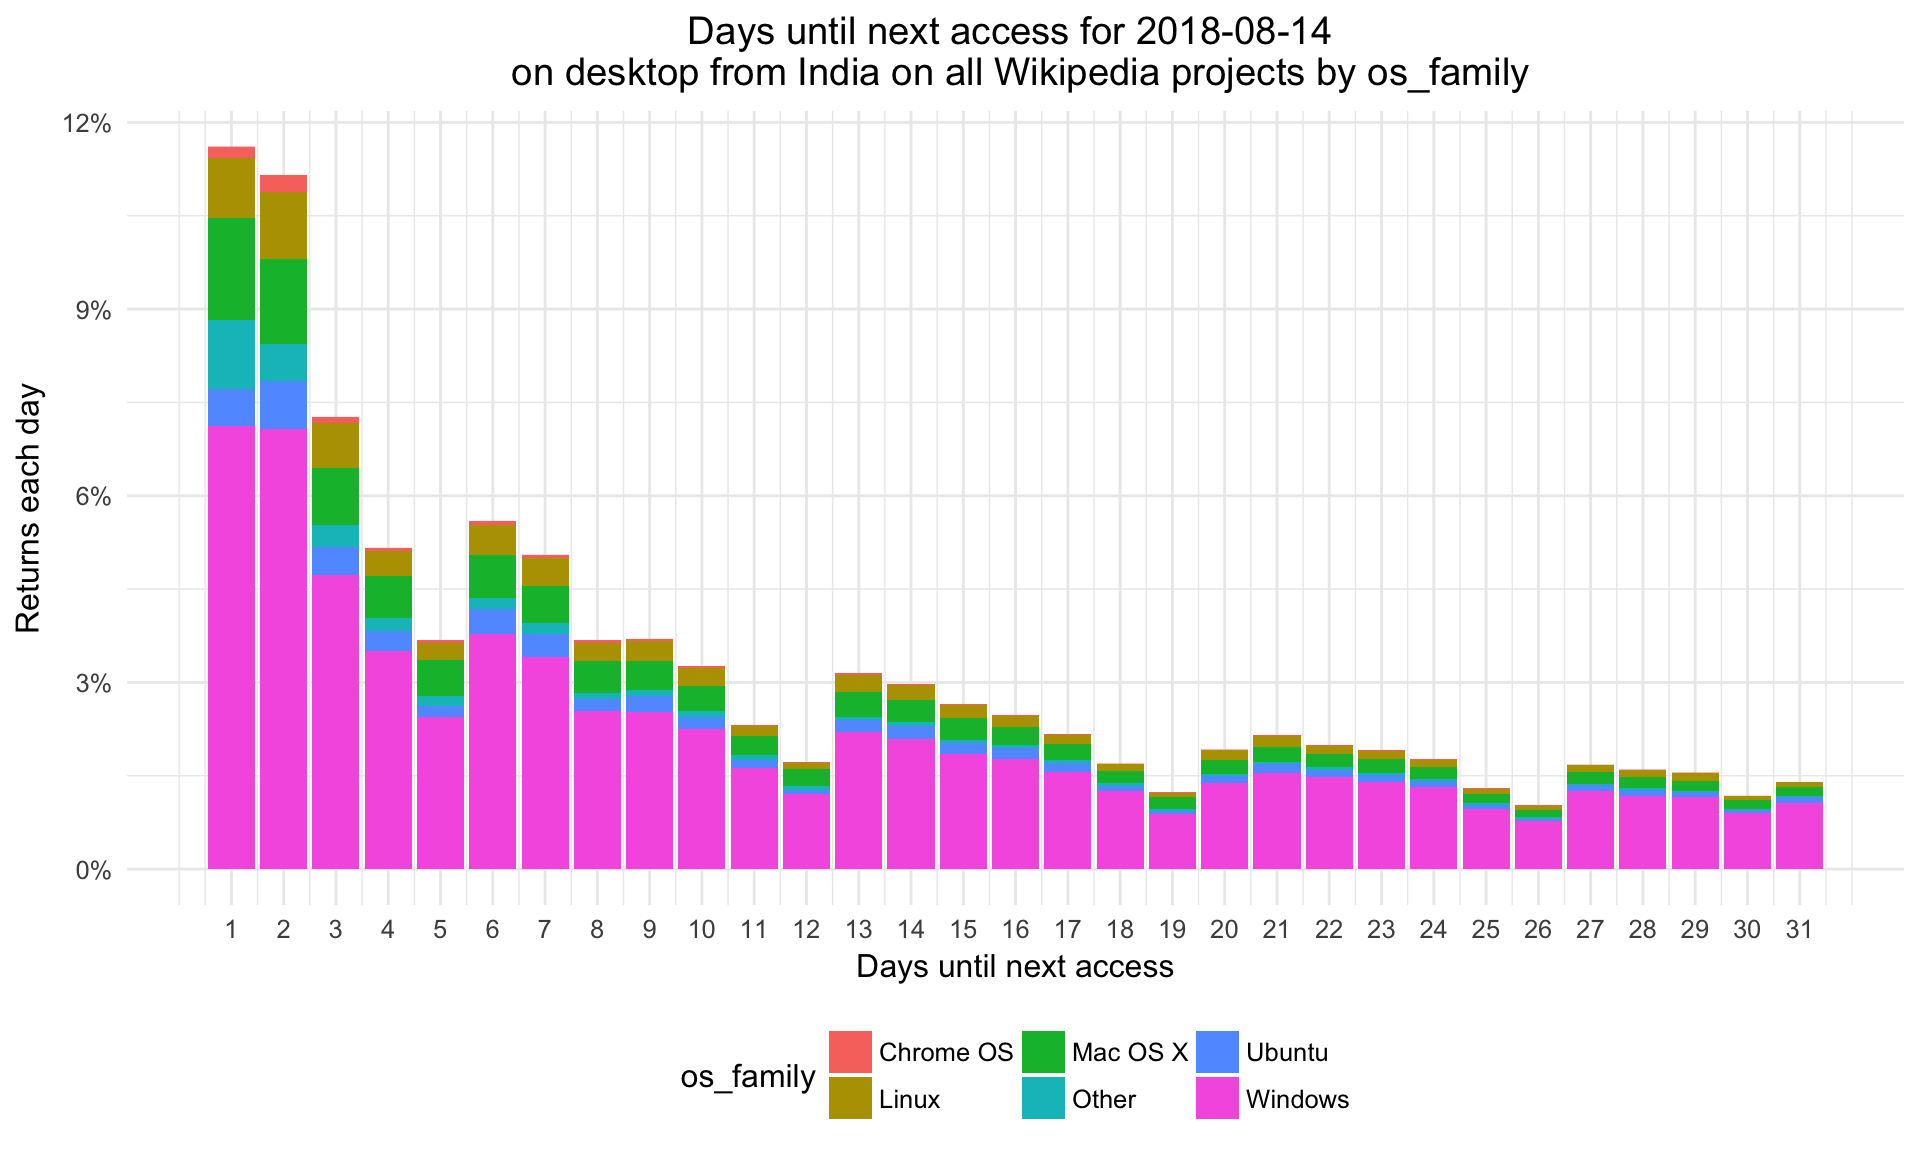 Days until next access for 2018-08-14
on desktop from India on all Wikipedia projects by os_family
12%
9%
6%
3%
0%
Returns each day
1 2 3 4 5 6 7 8 9 10 11 12 13 14 15 16 17 18 19 20 21 22 23 24 25 26 27 28 29 30 31
Days until next access
os_family
Chrome OS Mac OS X Ubuntu
Linux Other Windows